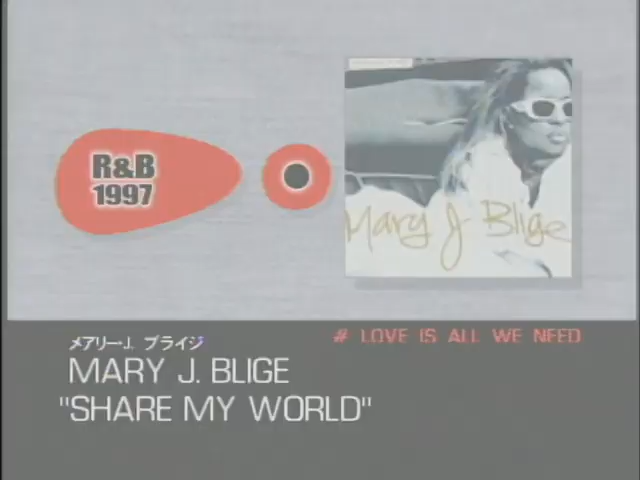 R&B
1997
Mary J Blige
# LOVE IS ALL WE NEED
メアリー・J. ブライジ
MARY J. BLIGE
"SHARE MY WORLD"